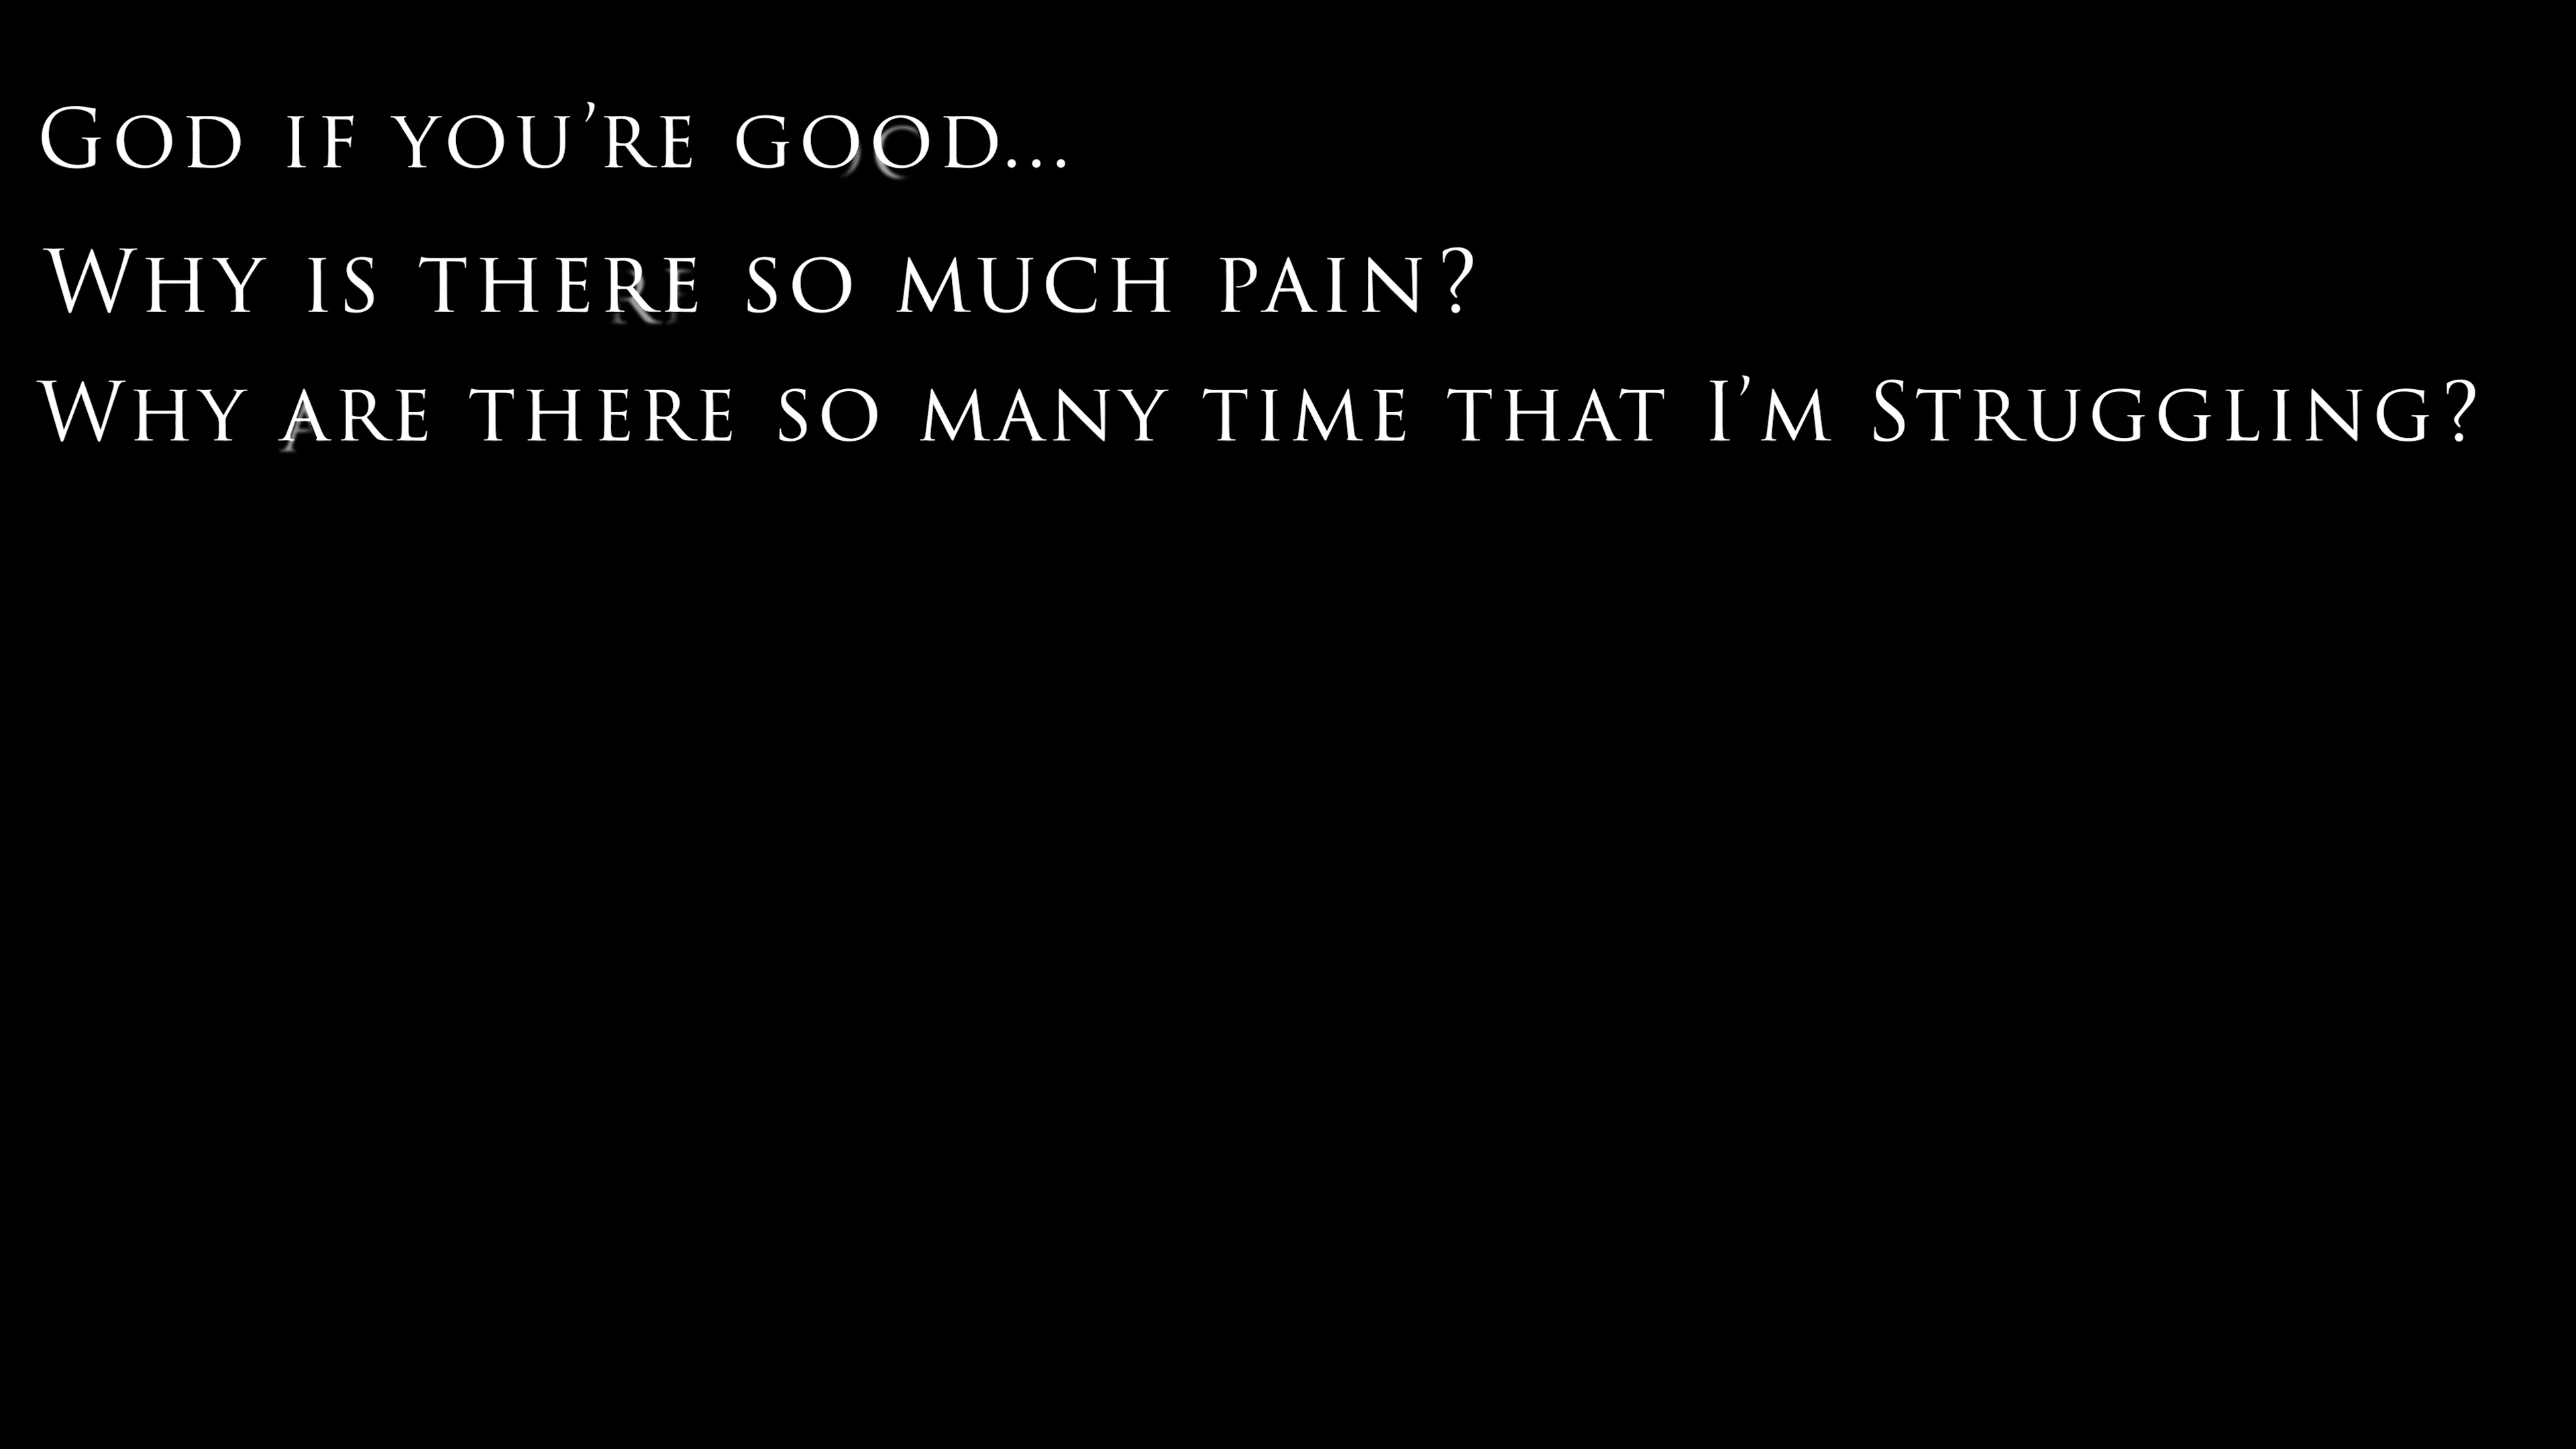 God if you're good...
Why is there so much pain?
Why are there so many time that I'm Struggling?